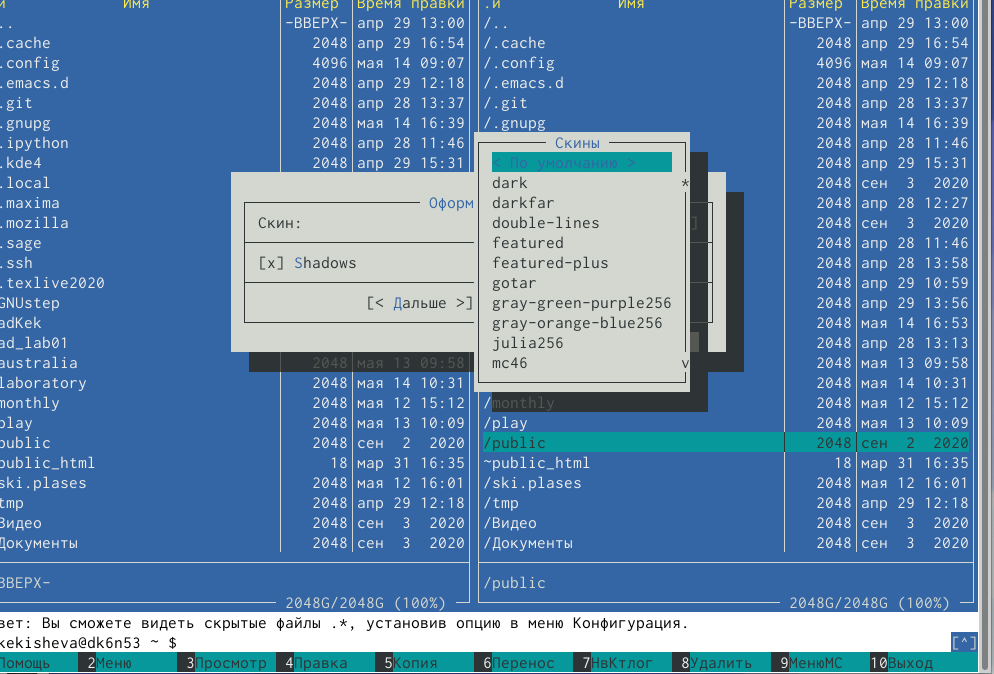 и Имя Размер Время правки .и Имя Размер Время правки
.. -ВВЕРХ- апр 29 13:00 /.. -ВВЕРХ- апр 29 13:00
.cache 2048 апр 29 16:54 /.cache 2048 апр 29 16:54
.config 4096 мая 14 09:07 /.config 4096 мая 14 09:07
.emacs.d 2048 апр 29 12:18 /.emacs.d 2048 апр 29 12:18
.git 2048 апр 28 13:37 /.git 2048 апр 28 13:37
.gnupg 2048 мая 14 16:39 /.gnupg 2048 мая 14 16:39
.ipython 2048 апр 28 11:46 Скины 2048 апр 28 11:46
.kde4 2048 апр 29 15:31 < По умолчанию > 2048 апр 29 15:31
.local dark * 2048 сен 3 2020
.maxima Оформ darkfar 2048 апр 28 12:27
.mozilla Скин: double-lines ] 2048 сен 3 2020
.sage featured 2048 апр 28 11:46
.ssh [x] Shadows featured-plus 2048 апр 28 13:58
.texlive2020 gotar 2048 апр 29 10:59
GNUstep [< Дальше >] gray-green-purple256 2048 апр 29 13:56
adKek gray-orange-blue256 2048 мая 14 16:53
ad_lab01 julia256 2048 апр 28 13:13
australia 2048 мая 13 09:58 mc46 v 2048 мая 13 09:58
laboratory 2048 мая 14 10:31 2048 мая 14 10:31
monthly 2048 мая 12 15:12 /monthly 2048 мая 12 15:12
play 2048 мая 13 10:09 /play 2048 мая 13 10:09
public 2048 сен 2 2020 /public 2048 сен 2 2020
public_html 18 мар 31 16:35 ~public_html 18 мар 31 16:35
ski.plases 2048 мая 12 16:01 /ski.plases 2048 мая 12 16:01
tmp 2048 апр 29 12:18 /tmp 2048 апр 29 12:18
Видео 2048 сен 3 2020 /Видео 2048 сен 3 2020
Документы 2048 сен 3 2020 /Документы 2048 сен 3 2020
ВВЕРХ- /public
2048G/2048G (100%) 2048G/2048G (100%)
вет: Вы сможете видеть скрытые файлы .*, установив опцию в меню Конфигурация.
kekisheva@dk6n53 ~ $ [^]
Помощь 2Меню 3Просмотр 4Правка 5Копия 6Перенос 7НвКтлог 8Удалить 9МенюMC 10Выход